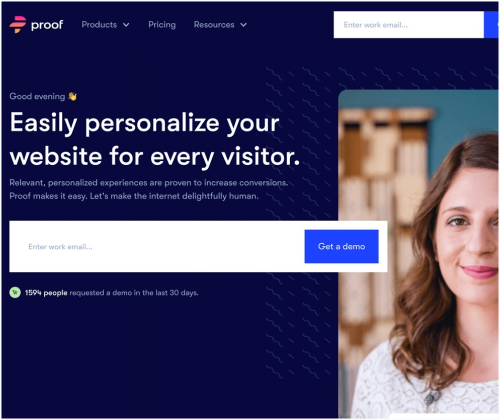 proof
Products
Pricing
Resources
Enter work email...
Good evening 👋
Easily personalize your
website for every visitor.
Relevant, personalized experiences are proven to increase conversions.
Proof makes it easy. Let's make the internet delightfully human.
Enter work email...
Get a demo
1594 people requested a demo in the last 30 days.